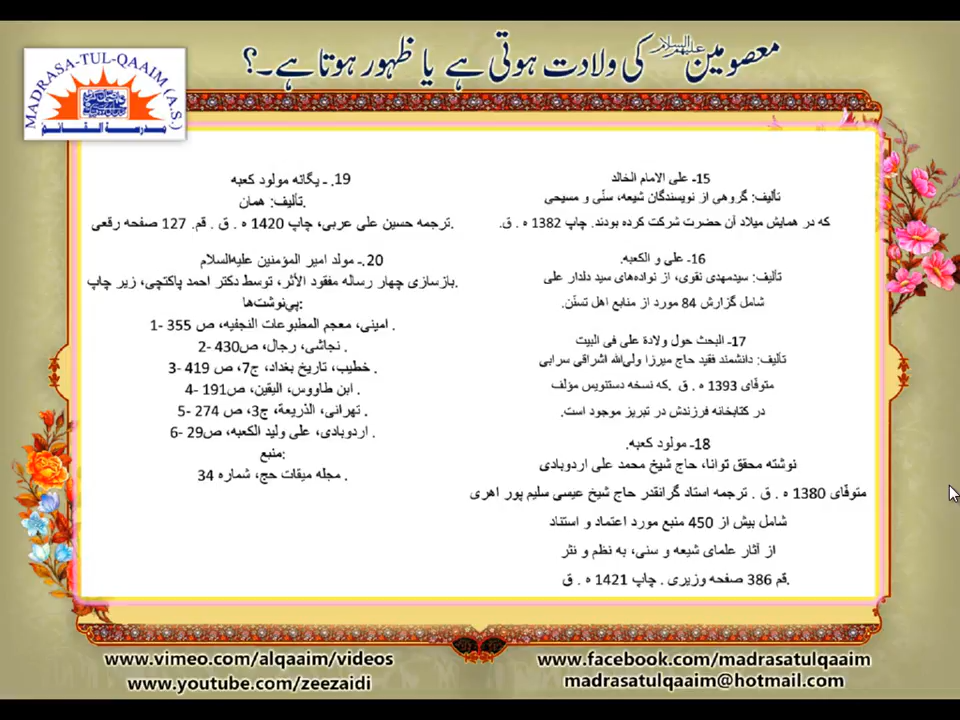 MADRASA-TUL-QAAIM (A.S.)
مدرسة القائم
معصومین علیہم السلام کی ولادت ہوتی ہے یا ظہور ہوتا ہے۔؟
15- علی الامام الخالد
تألیف: گروهی از نویسندگان شیعه، سنّی و مسیحی
که در همایش میلاد آن حضرت شرکت کرده بودند. چاپ 1382 ه . ق.
16- علی و الکعبه.
تألیف: سیدمهدی نقوی، از نواده‌های سید دلدار علی
شامل گزارش 84 مورد از منابع اهل تسنّن.
17- البحث حول ولادة علی فی البیت
تألیف: دانشمند فقید حاج میرزا ولی‌الله اشراقی سرابی
متوفّای 1393 ه . ق .که نسخه دستنویس مؤلف
در کتابخانه فرزندش در تبریز موجود است.
18- مولود کعبه.
نوشته محقق توانا، حاج شیخ محمد علی اردوبادی
متوفّای 1380 ه . ق . ترجمه استاد گرانقدر حاج شیخ عیسی سلیم پور اهری
شامل بیش از 450 منبع مورد اعتماد و استناد
از آثار علمای شیعه و سنی، به نظم و نثر
.قم 386 صفحه وزیری . چاپ 1421 ه . ق
19. ـ یگانه مولود کعبه
.تألیف: همان
.ترجمه حسین علی عربی، چاپ 1420 ه . ق . قم. 127 صفحه رقعی
20.ـ مولد امیر المؤمنین علیه‌السلام
.بازسازی چهار رساله مفقود الأثر، توسط دکتر احمد پاکتچی، زیر چاپ
:پی‌نوشت‌ها
. امینی، معجم المطبوعات النجفیه، ص 355 -1
. نجاشی، رجال، ص430 -2
. خطیب، تاریخ بغداد، ج7، ص 419 -3
. ابن طاووس، الیقین، ص191 -4
. تهرانی، الذریعة، ج3، ص 274 -5
. اردوبادی، علی ولید الکعبه، ص29 -6
:منبع
. مجله میقات حج، شماره 34
www.vimeo.com/alqaaim/videos
www.youtube.com/zeezaidi
www.facebook.com/madrasatulqaaim
madrasatulqaaim@hotmail.com